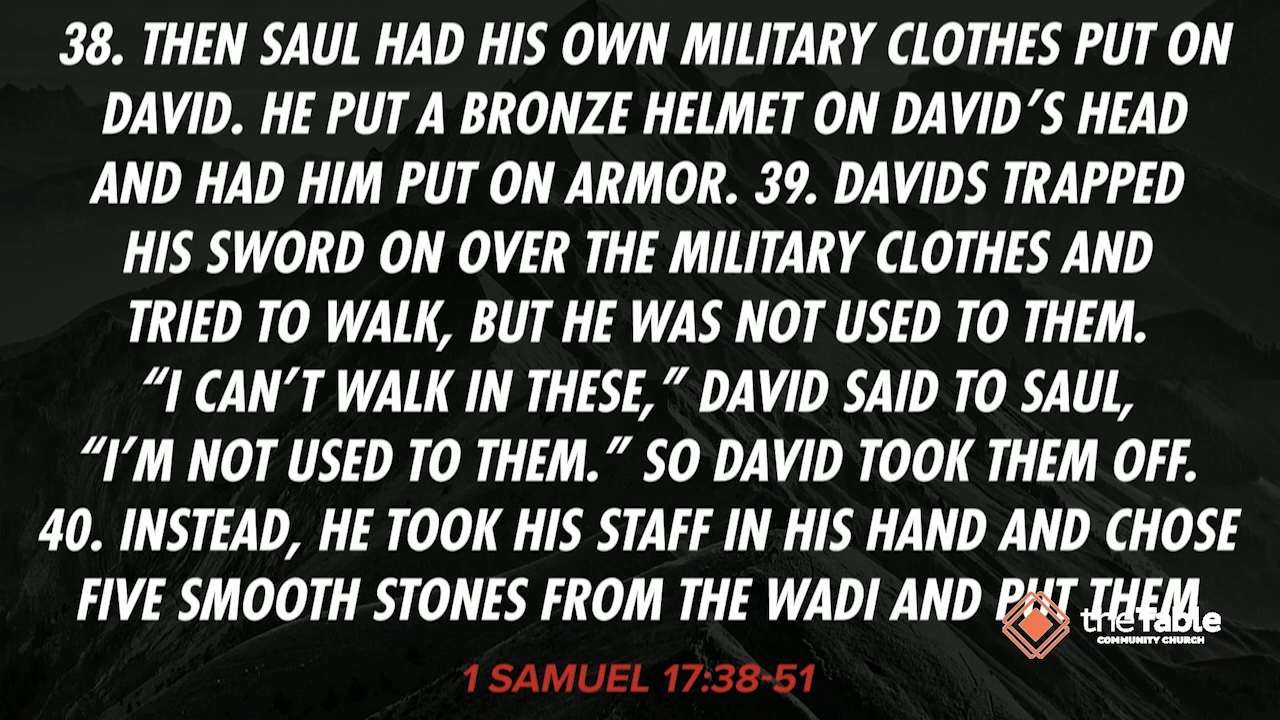 38. THEN SAUL HAD HIS OWN MILITARY CLOTHES PUT ON
DAVID. HE PUT A BRONZE HELMET ON DAVID'S HEAD
AND HAD HIM PUT ON ARMOR. 39. DAVIDS TRAPPED
HIS SWORD ON OVER THE MILITARY CLOTHES AND
TRIED TO WALK, BUT HE WAS NOT USED TO THEM.
“I CAN'T WALK IN THESE,” DAVID SAID TO SAUL,
“I'M NOT USED TO THEM.” SO DAVID TOOK THEM OFF.
40. INSTEAD, HE TOOK HIS STAFF IN HIS HAND AND CHOSE
FIVE SMOOTH STONES FROM THE WADI AND PUT THEM
theTable
COMMUNITY CHURCH
1 SAMUEL 17:38-51